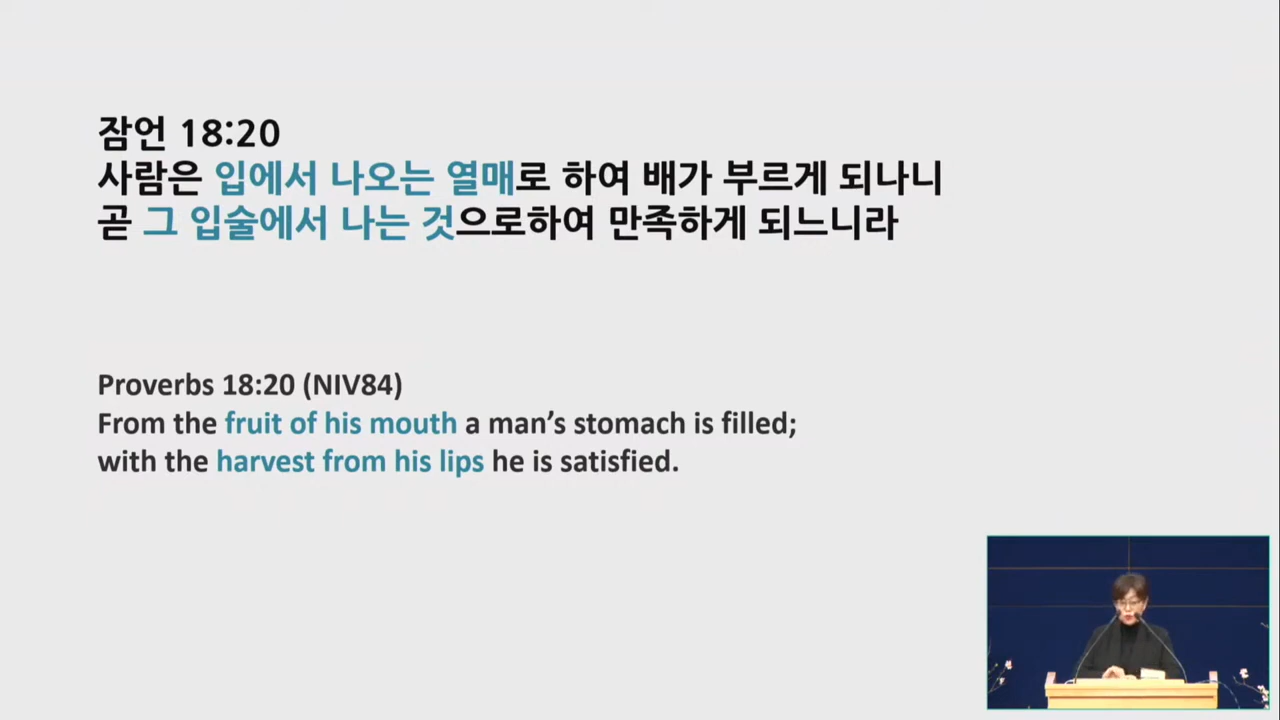 잠언 18:20
사람은 입에서 나오는 열매로 하여 배가 부르게 되나니
곧 그 입술에서 나는 것으로하여 만족하게 되느니라
Proverbs 18:20 (NIV84)
From the fruit of his mouth a man’s stomach is filled;
with the harvest from his lips he is satisfied.